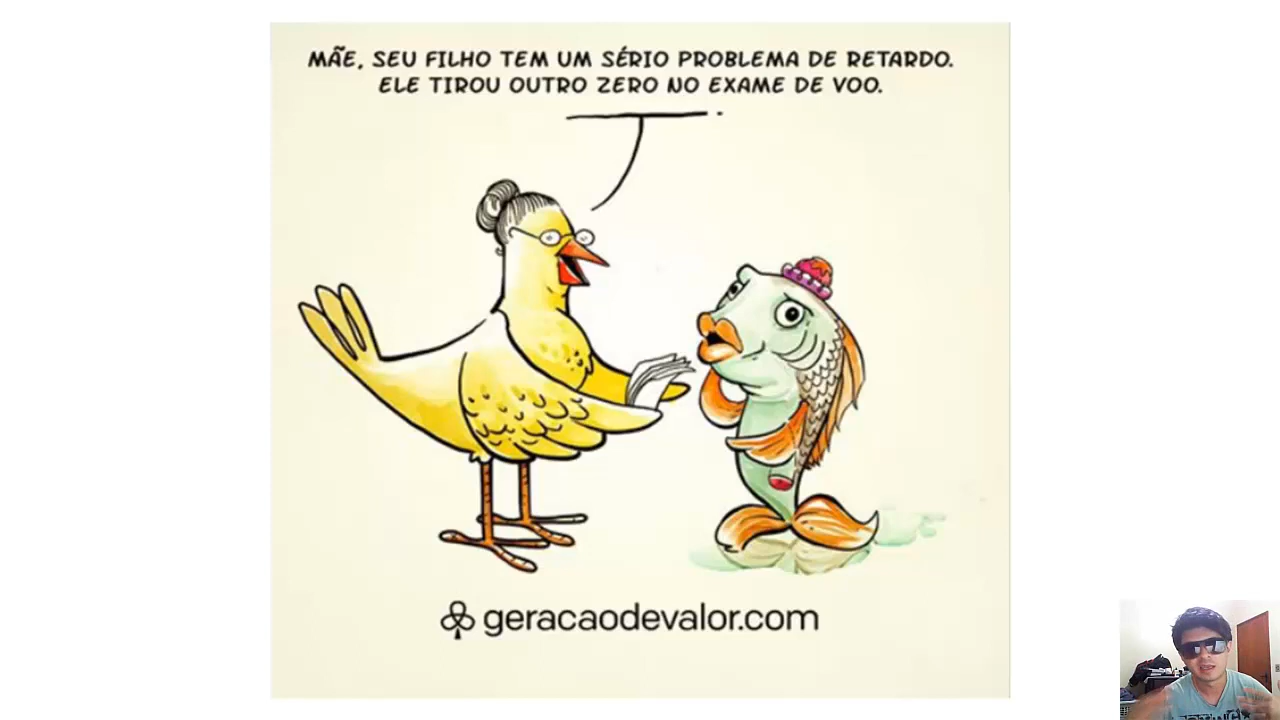 MÃE, SEU FILHO TEM UM SÉRIO PROBLEMA DE RETARDO.
ELE TIROU OUTRO ZERO NO EXAME DE VOO.
geracaodevalor.com